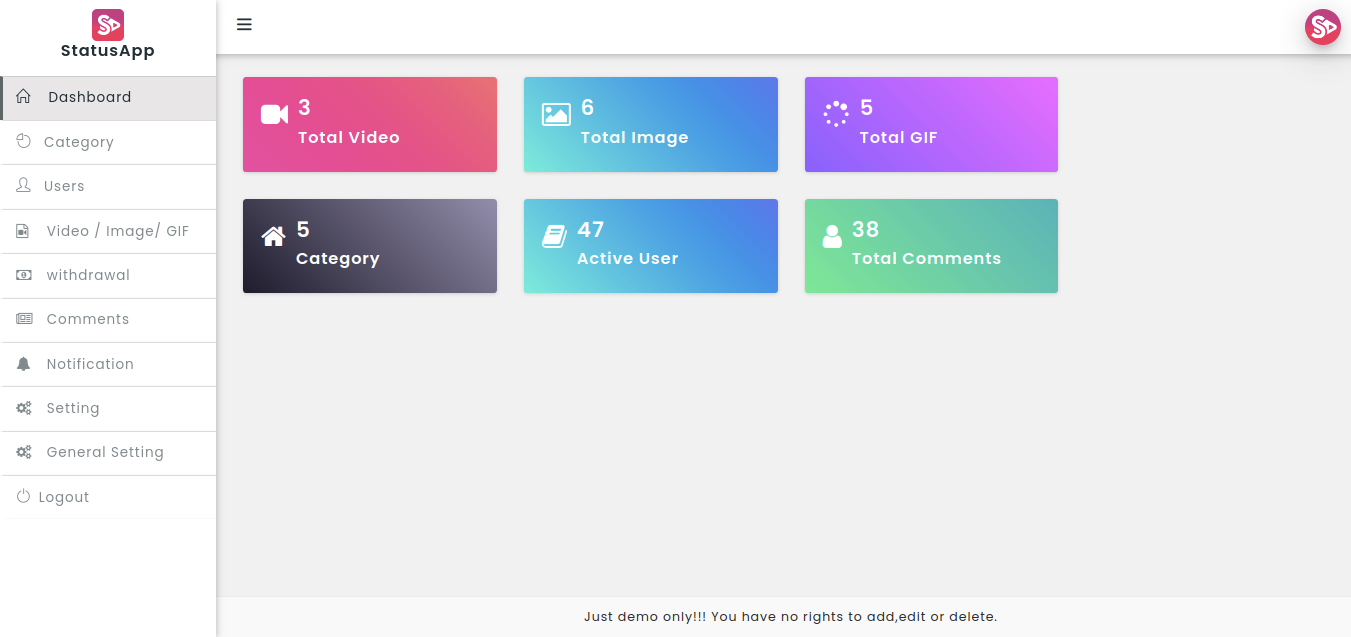 StatusApp
Dashboard
Category
Users
Video / Image/ GIF
withdrawal
Comments
Notification
Setting
General Setting
Logout
3
Total Video
6
Total Image
5
Total GIF
5
Category
47
Active User
38
Total Comments
Just demo only!!! You have no rights to add,edit or delete.